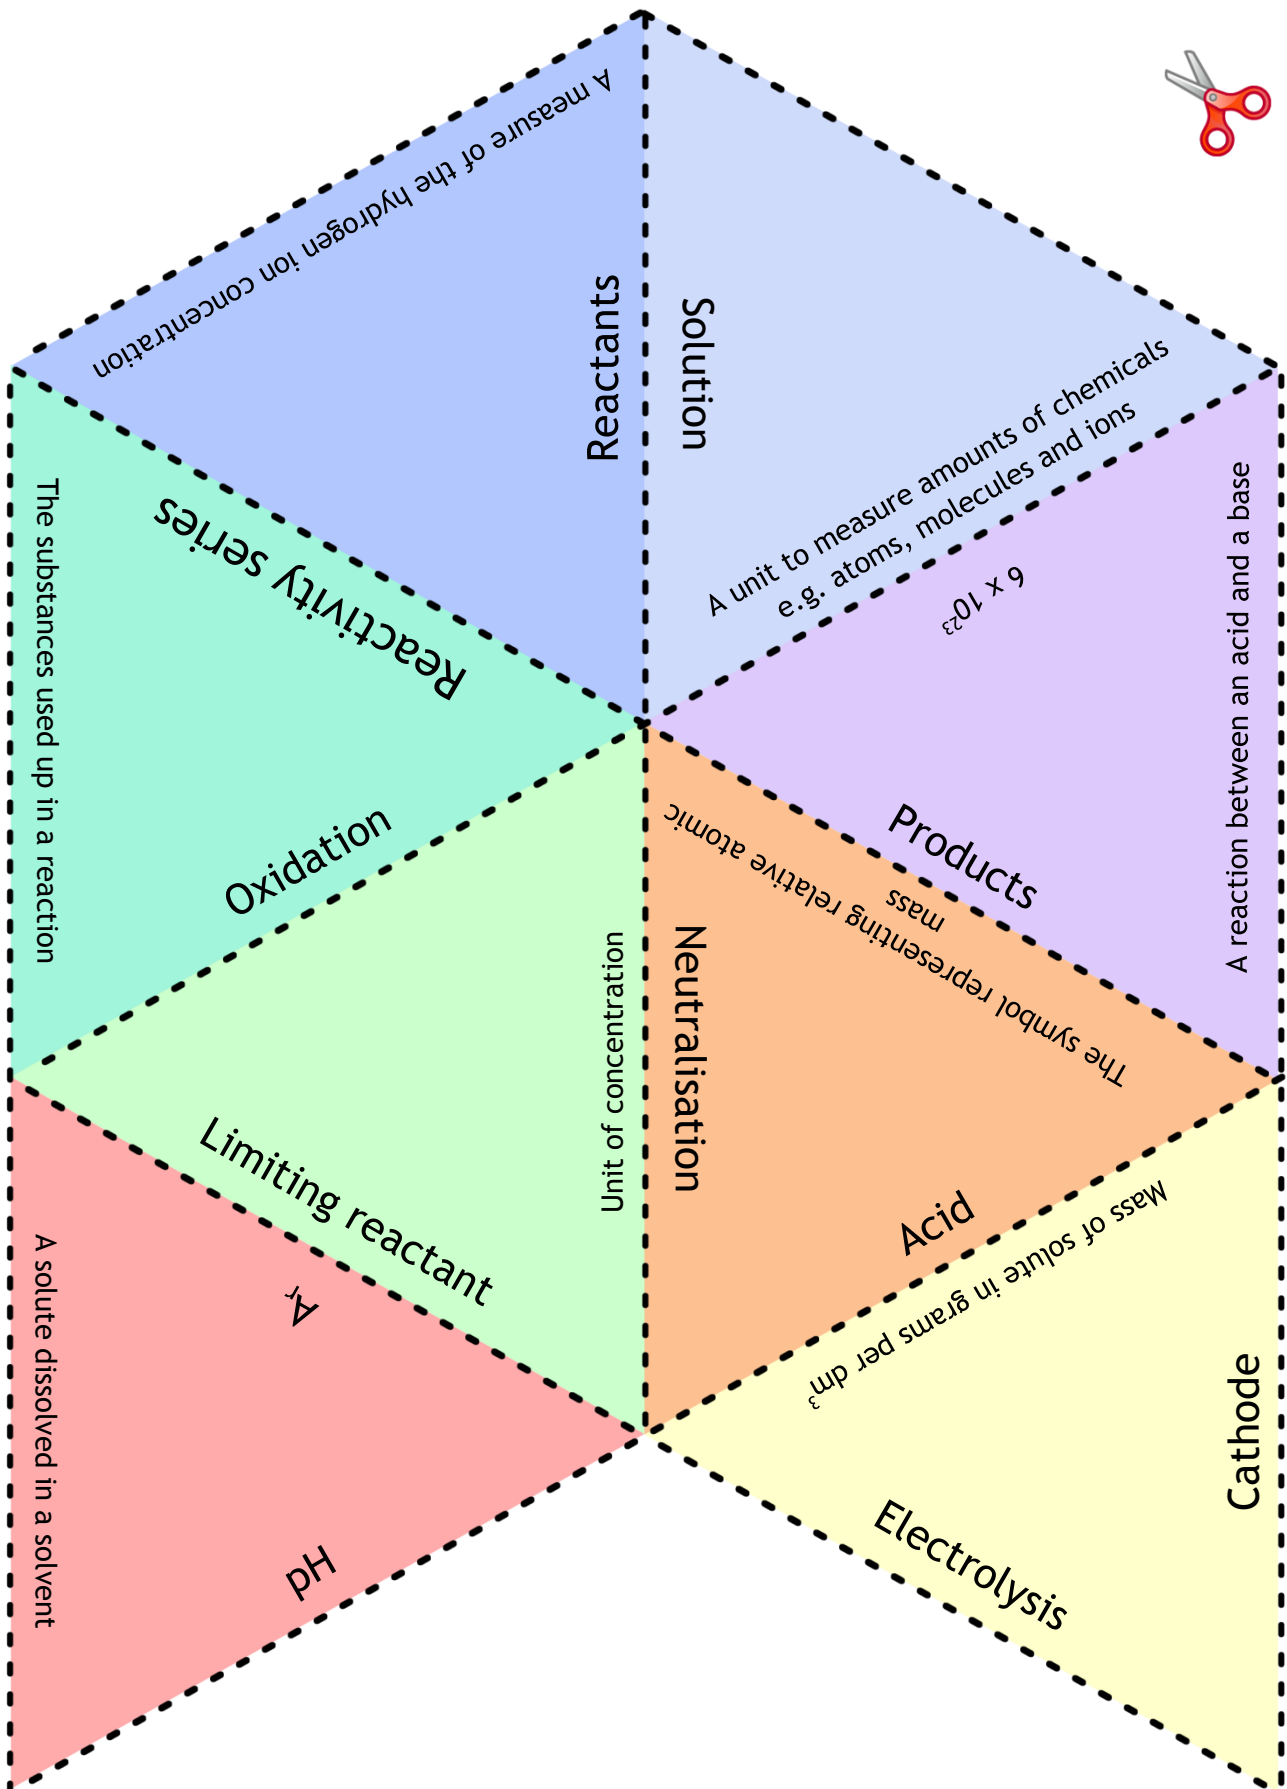 A measure of the hydrogen ion concentration
Reactants
Solution
A unit to measure amounts of chemicals
e.g. atoms, molecules and ions
Reactivity series
The substances used up in a reaction
Oxidation
6 x 10²³
A reaction between an acid and a base
Products
The symbol representing relative atomic
mass
Neutralisation
Acid
Unit of concentration
Limiting reactant
Aᵣ
A solute dissolved in a solvent
pH
Mass of solute in grams per dm³
Cathode
Electrolysis